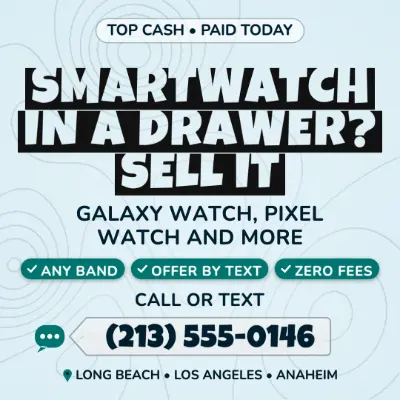 TOP CASH • PAID TODAY
SMARTWATCH
IN A DRAWER?
SELL IT
GALAXY WATCH, PIXEL
WATCH AND MORE
✓ ANY BAND ✓ OFFER BY TEXT ✓ ZERO FEES
CALL OR TEXT
(213) 555-0146
LONG BEACH • LOS ANGELES • ANAHEIM